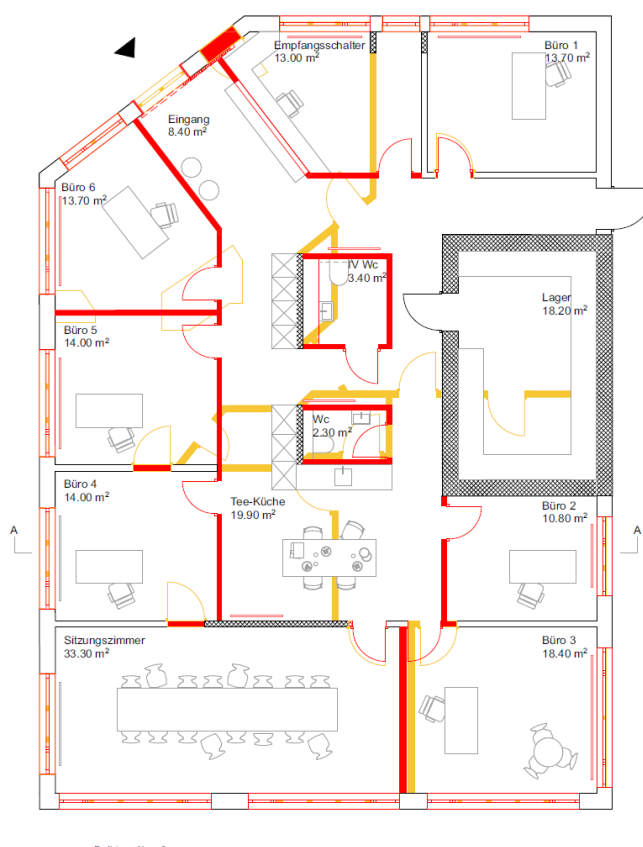 Empfangsschalter
13.00 m²
Büro 1
13.70 m²
Eingang
8.40 m²
Büro 6
13.70 m²
IV Wc
3.40 m²
Lager
18.20 m²
Büro 5
14.00 m²
Wc
2.30 m²
Büro 4
14.00 m²
Tee-Küche
19.90 m²
Büro 2
10.80 m²
A
A
Sitzungszimmer
33.30 m²
Büro 3
18.40 m²